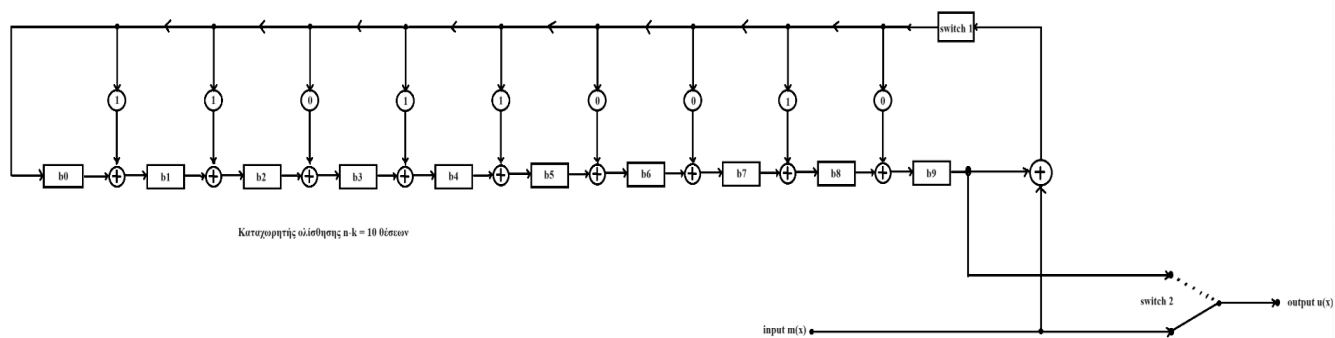 switch 1
1 1 0 1 1 0 0 1 0
b0 b1 b2 b3 b4 b5 b6 b7 b8 b9
+ + + + + + + + + +
Καταχωρητής ολίσθησης n-k = 10 θέσεων
switch 2
output u(x)
input m(x)